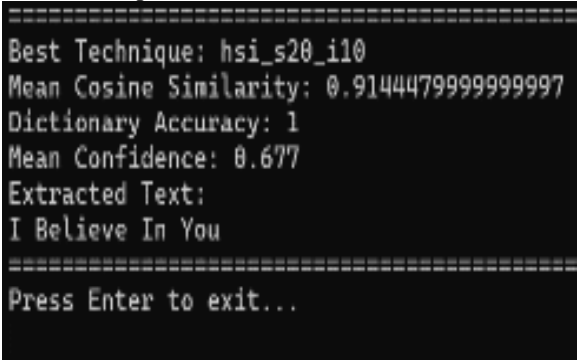 ==========================================
Best Technique: hsi_s20_i10
Mean Cosine Similarity: 0.9144479999999997
Dictionary Accuracy: 1
Mean Confidence: 0.677
Extracted Text:
I Believe In You
==========================================
Press Enter to exit...